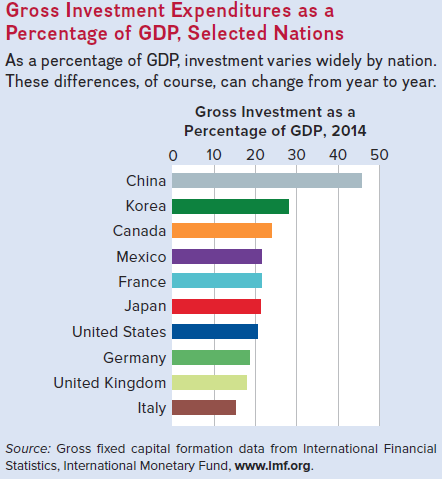 Gross Investment Expenditures as a
Percentage of GDP, Selected Nations
As a percentage of GDP, investment varies widely by nation.
These differences, of course, can change from year to year.
Gross Investment as a
Percentage of GDP, 2014
0 10 20 30 40 50
China
Korea
Canada
Mexico
France
Japan
United States
Germany
United Kingdom
Italy
Source: Gross fixed capital formation data from International Financial
Statistics, International Monetary Fund, www.imf.org.